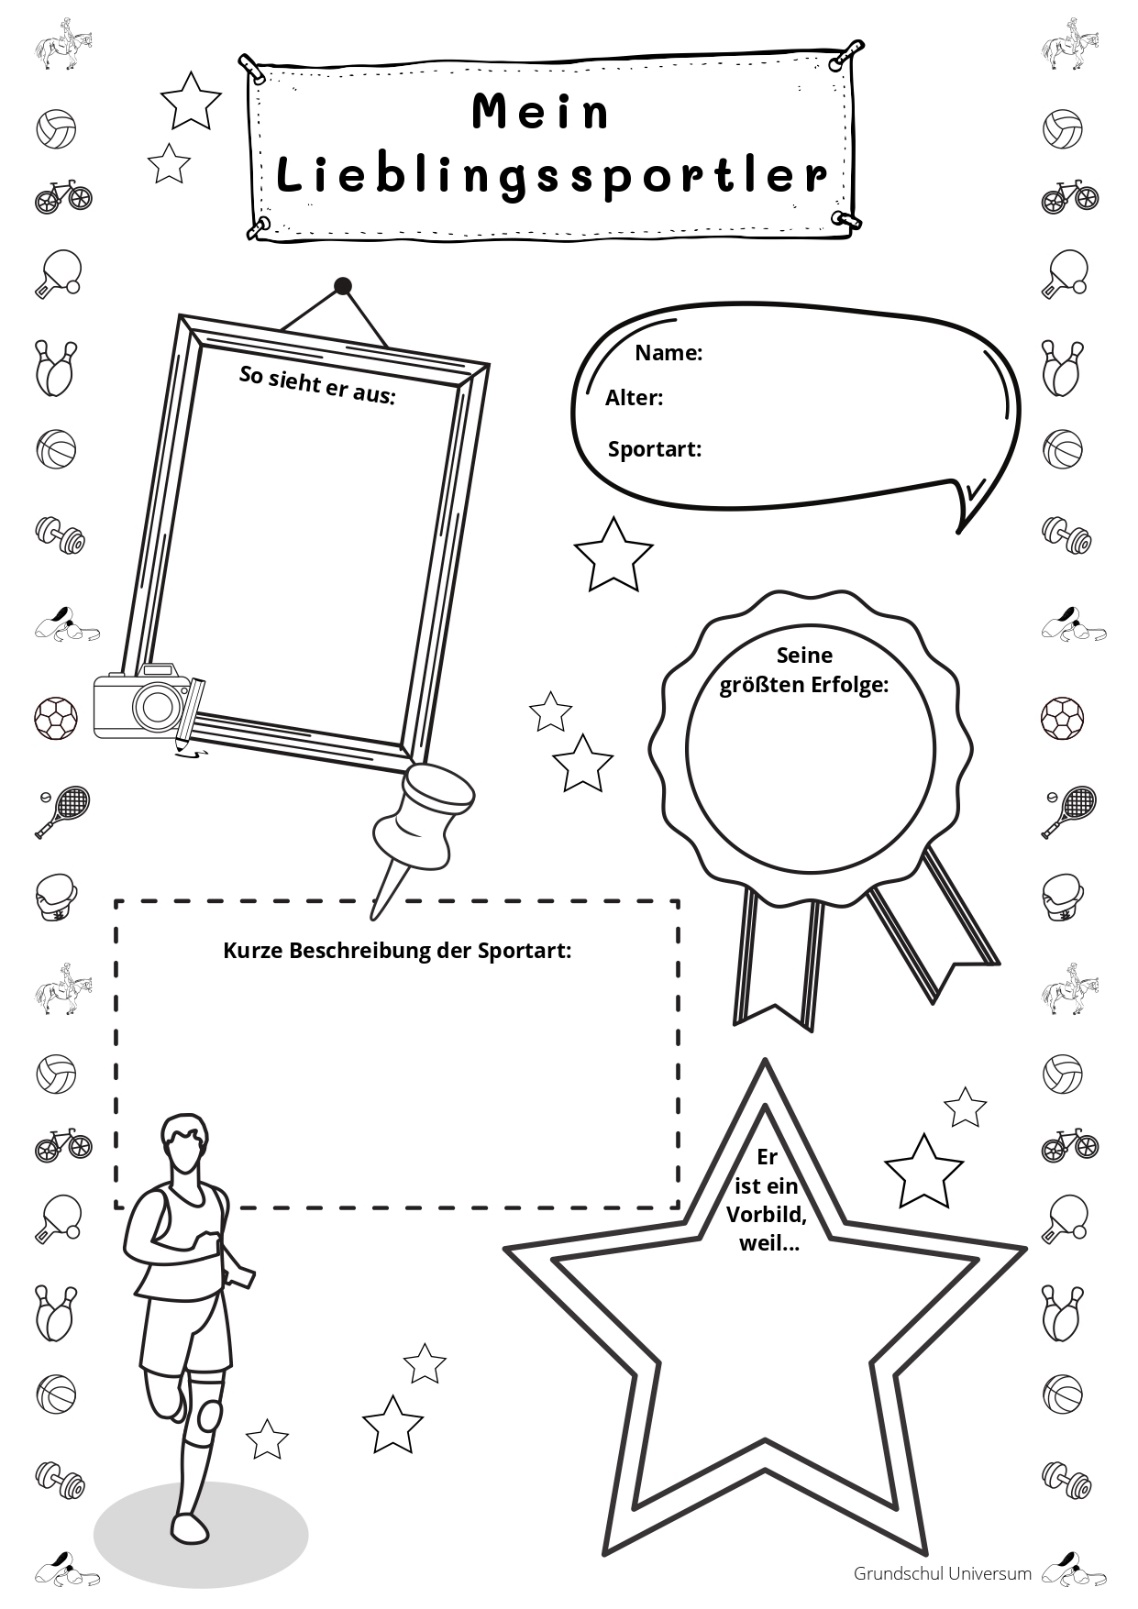 Mein
Lieblingssportler
So sieht er aus:
Name:
Alter:
Sportart:
Seine
größten Erfolge:
Kurze Beschreibung der Sportart:
Er
ist ein
Vorbild,
weil...
Grundschul Universum